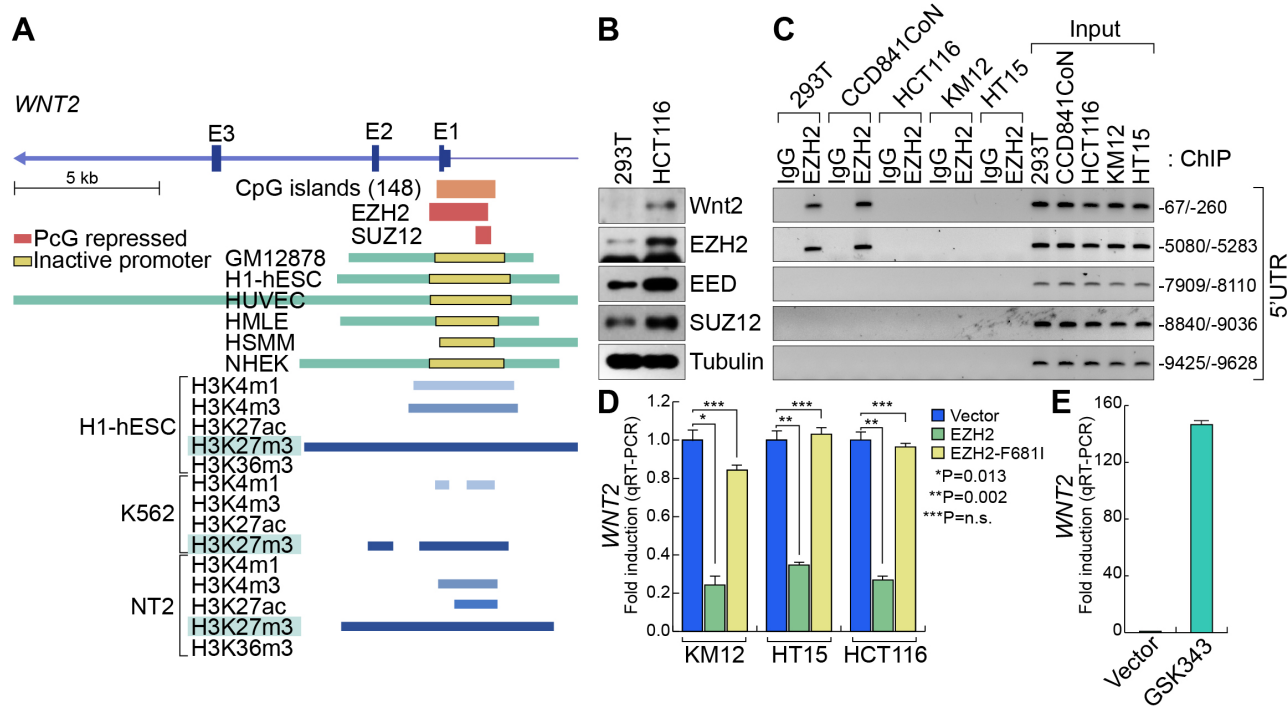 A
WNT2
E3
E2
E1
5 kb
CpG islands (148)
EZH2
SUZ12
PcG repressed
Inactive promoter
GM12878
H1-hESC
HUVEC
HMLE
HSMM
NHEK
H1-hESC
H3K4m1
H3K4m3
H3K27ac
H3K27m3
H3K36m3
K562
H3K4m1
H3K4m3
H3K27ac
H3K27m3
NT2
H3K4m1
H3K4m3
H3K27ac
H3K27m3
H3K36m3
B
293T
HCT116
Wnt2
EZH2
EED
SUZ12
Tubulin
C
293T
CCD841CoN
HCT116
KM12
HT15
Input
IgG
EZH2
IgG
EZH2
IgG
EZH2
IgG
EZH2
IgG
EZH2
293T
CCD841CoN
HCT116
KM12
HT15
: ChIP
-67/-260
-5080/-5283
-7909/-8110
-8840/-9036
-9425/-9628
5'UTR
D
WNT2
Fold induction (qRT-PCR)
1.2
1.0
0.8
0.6
0.4
0.2
0.0
***
*
***
**
***
**
KM12
HT15
HCT116
Vector
EZH2
EZH2-F681I
*P=0.013
**P=0.002
***P=n.s.
E
WNT2
Fold induction (qRT-PCR)
160
120
80
40
0
Vector
GSK343